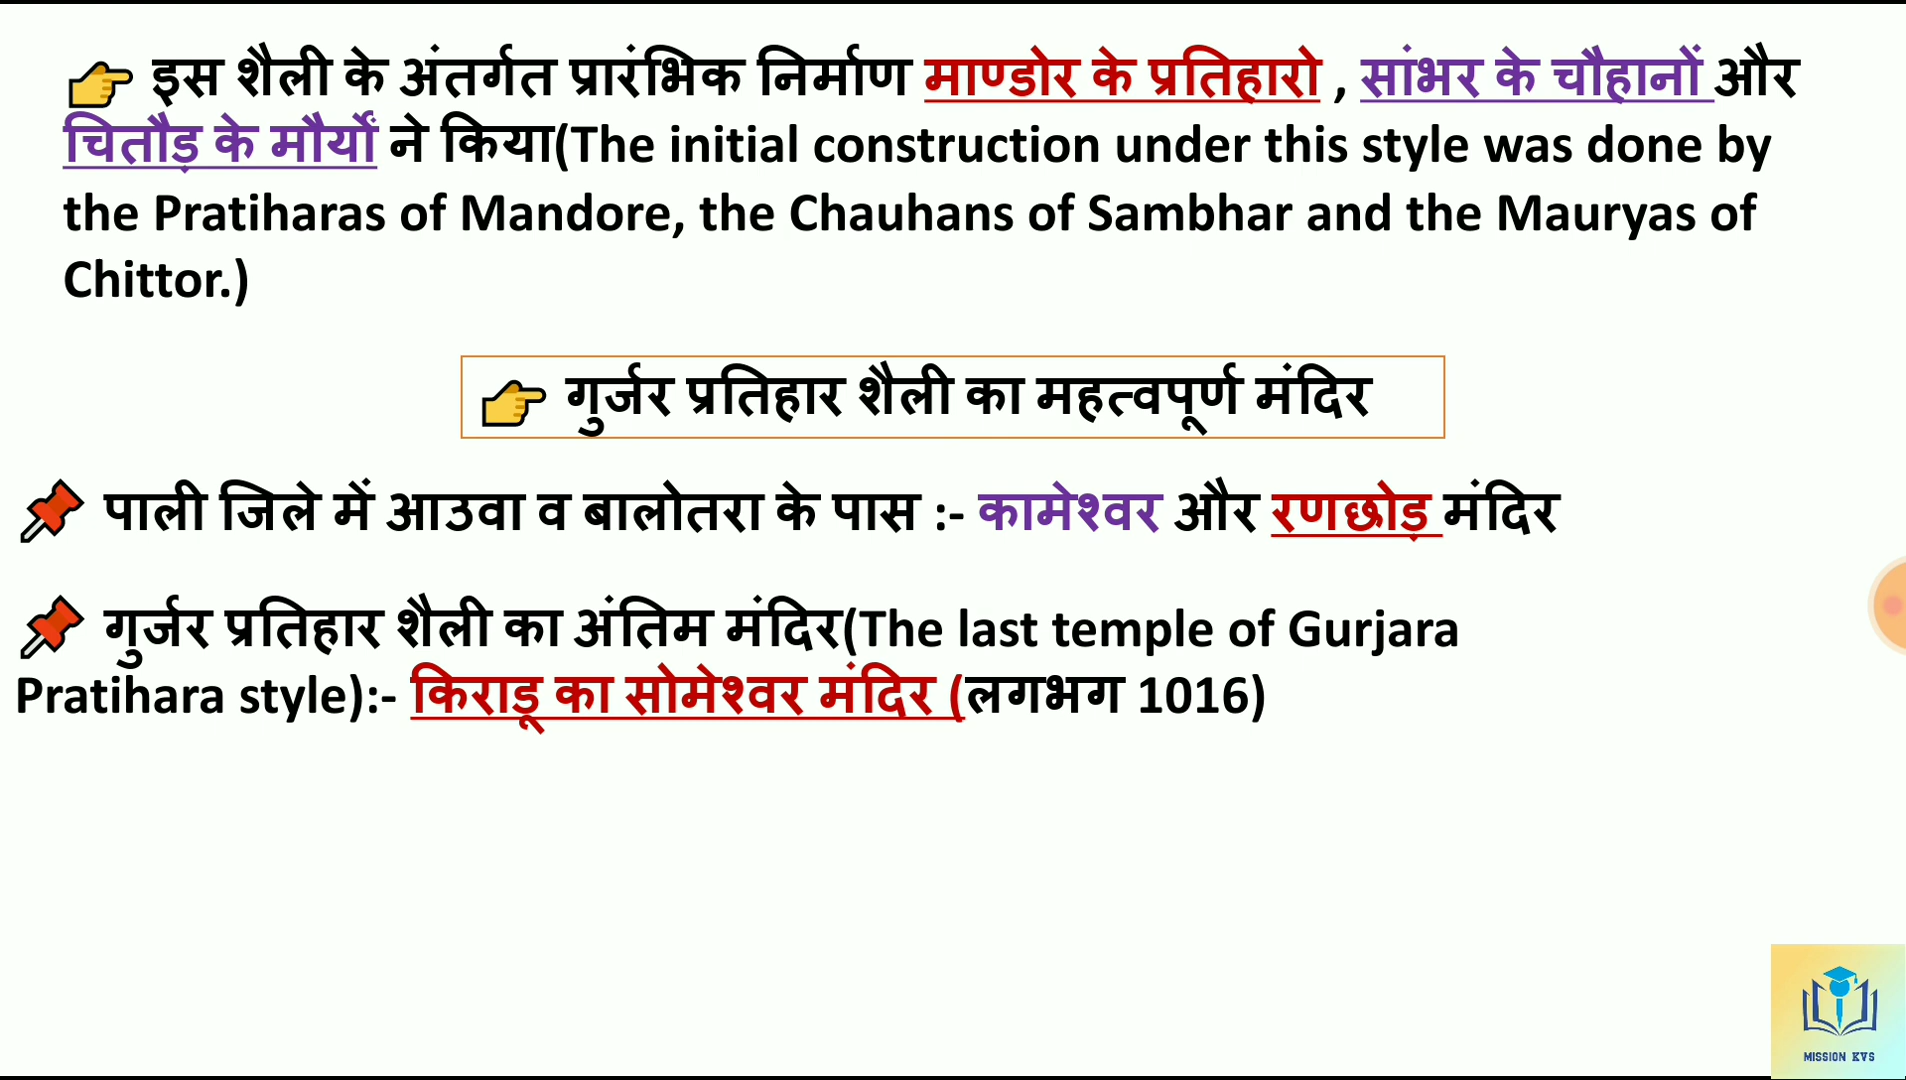 👉 इस शैली के अंतर्गत प्रारंभिक निर्माण माण्डोर के प्रतिहारो , सांभर के चौहानों और
चितौड़ के मौर्यों ने किया(The initial construction under this style was done by
the Pratiharas of Mandore, the Chauhans of Sambhar and the Mauryas of
Chittor.)
👉 गुर्जर प्रतिहार शैली का महत्वपूर्ण मंदिर
📌 पाली जिले में आउवा व बालोतरा के पास :- कामेश्वर और रणछोड़ मंदिर
📌 गुर्जर प्रतिहार शैली का अंतिम मंदिर(The last temple of Gurjara
Pratihara style):- किराडू का सोमेश्वर मंदिर (लगभग 1016)
MISSION KVS